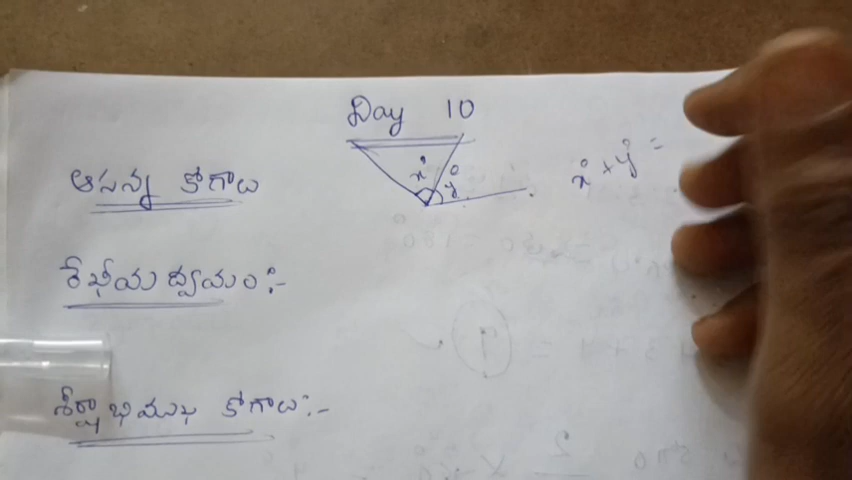 Day 10
ఆసన్న కోణాలు
x° y° x° + y° =
రేఖీయ ద్వయం :-
శీర్షాభిముఖ కోణాలు :-